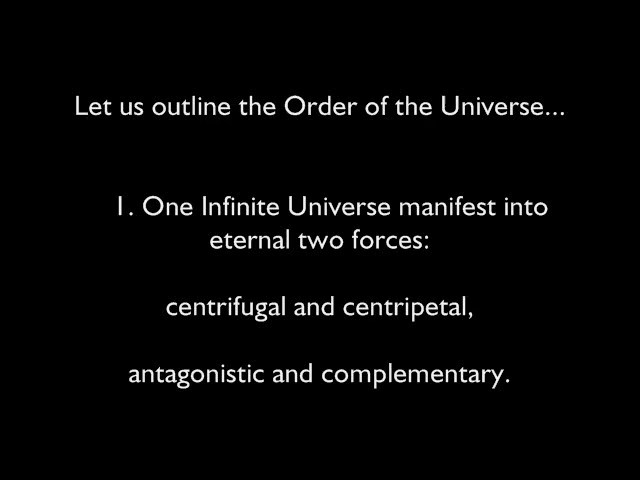 Let us outline the Order of the Universe...
1. One Infinite Universe manifest into
eternal two forces:
centrifugal and centripetal,
antagonistic and complementary.